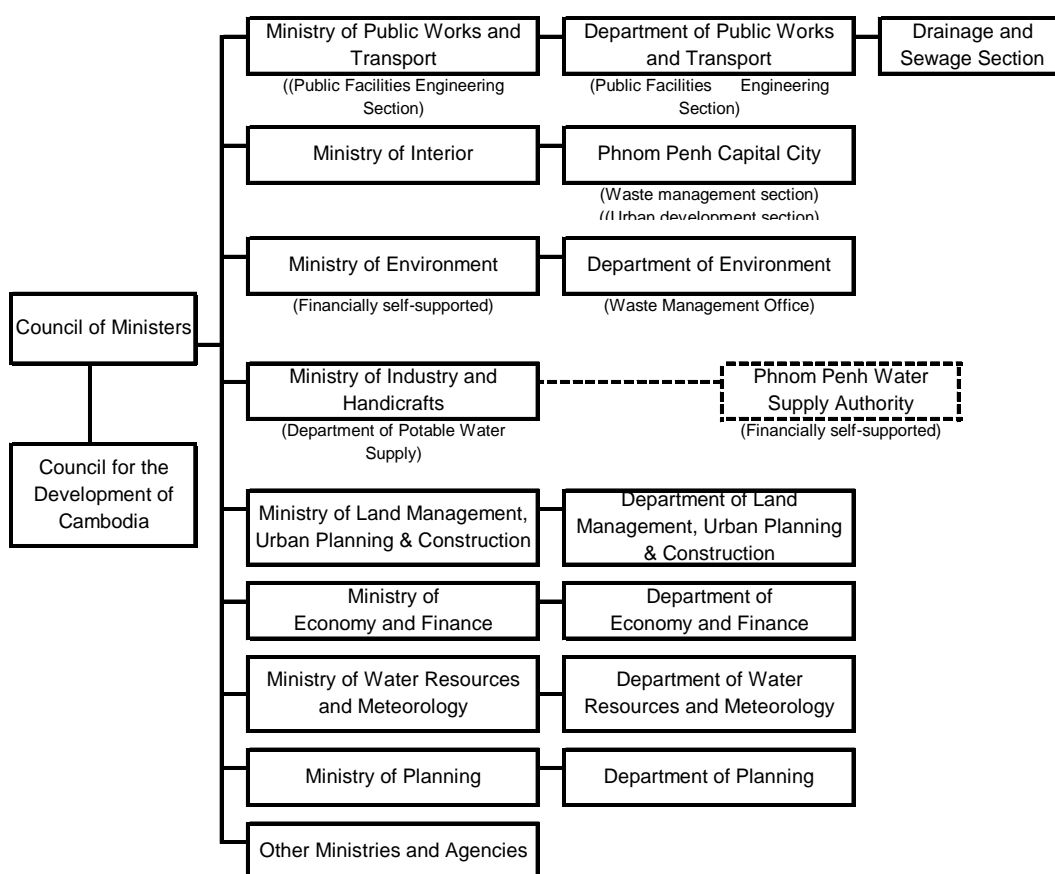 Ministry of Public Works and
Transport
((Public Facilities Engineering
Section)
Department of Public Works
and Transport
(Public Facilities Engineering
Section)
Drainage and
Sewage Section
Ministry of Interior
Phnom Penh Capital City
(Waste management section)
((Urban development section)
Ministry of Environment
(Financially self-supported)
Department of Environment
(Waste Management Office)
Council of Ministers
Ministry of Industry and
Handicrafts
(Department of Potable Water
Supply)
Phnom Penh Water
Supply Authority
(Financially self-supported)
Council for the
Development of
Cambodia
Ministry of Land Management,
Urban Planning & Construction
Department of Land
Management, Urban Planning
& Construction
Ministry of
Economy and Finance
Department of
Economy and Finance
Ministry of Water Resources
and Meteorology
Department of Water
Resources and Meteorology
Ministry of Planning
Department of Planning
Other Ministries and Agencies